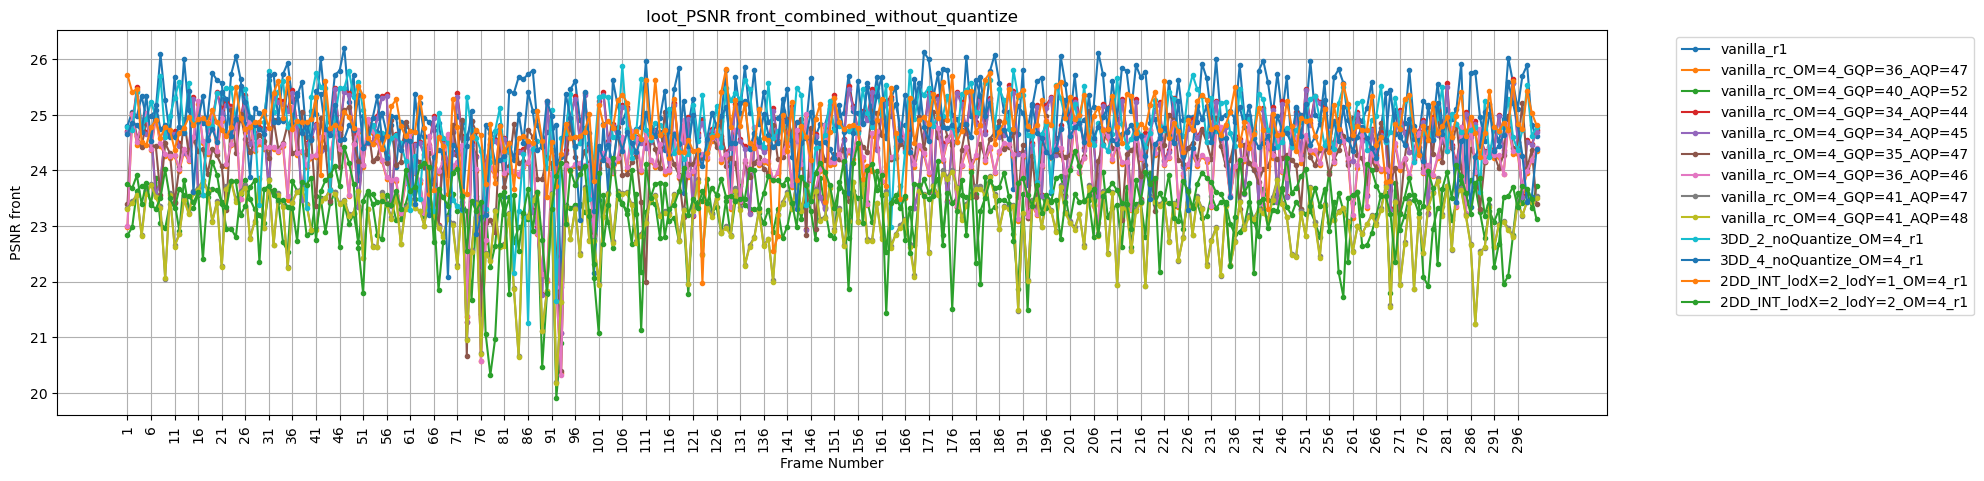 loot_PSNR front_combined_without_quantize
PSNR front
26
25
24
23
22
21
20
1 6 11 16 21 26 31 36 41 46 51 56 61 66 71 76 81 86 91 96 101 106 111 116 121 126 131 136 141 146 151 156 161 166 171 176 181 186 191 196 201 206 211 216 221 226 231 236 241 246 251 256 261 266 271 276 281 286 291 296
Frame Number
vanilla_r1
vanilla_rc_OM=4_GQP=36_AQP=47
vanilla_rc_OM=4_GQP=40_AQP=52
vanilla_rc_OM=4_GQP=34_AQP=44
vanilla_rc_OM=4_GQP=34_AQP=45
vanilla_rc_OM=4_GQP=35_AQP=47
vanilla_rc_OM=4_GQP=36_AQP=46
vanilla_rc_OM=4_GQP=41_AQP=47
vanilla_rc_OM=4_GQP=41_AQP=48
3DD_2_noQuantize_OM=4_r1
3DD_4_noQuantize_OM=4_r1
2DD_INT_lodX=2_lodY=1_OM=4_r1
2DD_INT_lodX=2_lodY=2_OM=4_r1